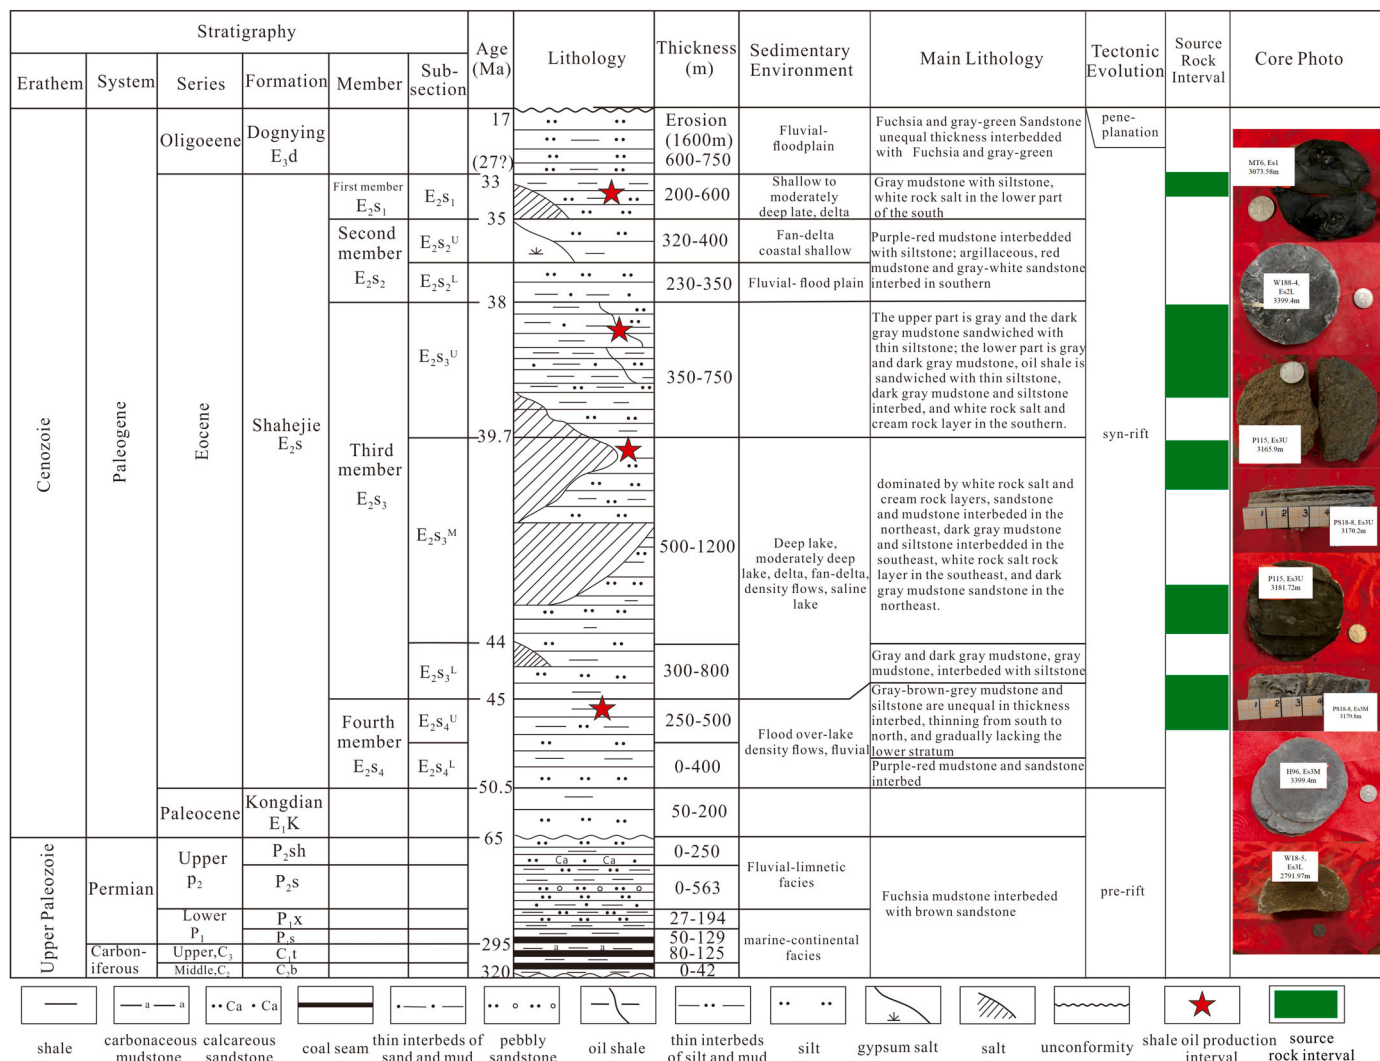 Stratigraphy
Erathem
System
Series
Formation
Member
Sub-
section
Age
(Ma)
Lithology
Thickness
(m)
Sedimentary
Environment
Main Lithology
Tectonic
Evolution
Source
Rock
Interval
Core Photo
Cenozoie
Paleogene
Oligoeene
Dognying
E₃d
17
(27?)
Erosion
(1600m)
600-750
Fluvial-
floodplain
Fuchsia and gray-green Sandstone
unequal thickness interbedded
with Fuchsia and gray-green
pene-
planation
Eocene
Shahejie
E₂s
33
First member
E₂s₁
E₂s₁
200-600
Shallow to
moderately
deep late, delta
Gray mudstone with siltstone,
white rock salt in the lower part
of the south
35
Second
member
E₂s₂
E₂s₂ᵁ
320-400
Fan-delta
coastal shallow
Purple-red mudstone interbedded
with siltstone; argillaceous, red
mudstone and gray-white sandstone
interbed in southern
E₂s₂ᴸ
230-350
Fluvial- flood plain
38
Third
member
E₂s₃
E₂s₃ᵁ
350-750
The upper part is gray and the dark
gray mudstone sandwiched with
thin siltstone; the lower part is gray
and dark gray mudstone, oil shale is
sandwiched with thin siltstone,
dark gray mudstone and siltstone
interbed, and white rock salt and
cream rock layer in the southern.
syn-rift
39.7
E₂s₃ᴹ
500-1200
Deep lake,
moderately deep
lake, delta, fan-delta,
density flows, saline
lake
dominated by white rock salt and
cream rock layers, sandstone
and mudstone interbeded in the
northeast, dark gray mudstone
and siltstone interbedded in the
southeast, white rock salt rock
layer in the southeast, and dark
gray mudstone sandstone in the
northeast.
44
E₂s₃ᴸ
300-800
Gray and dark gray mudstone, gray
mudstone, interbedded with siltstone
45
Fourth
member
E₂s₄
E₂s₄ᵁ
250-500
Flood over-lake
density flows, fluvial
Gray-brown-grey mudstone and
siltstone are unequal in thickness
interbed, thinning from south to
north, and gradually lacking the
lower stratum
E₂s₄ᴸ
0-400
Purple-red mudstone and sandstone
interbed
50.5
Paleocene
Kongdian
E₁K
50-200
65
Upper Paleozoie
Permian
Upper
p₂
P₂sh
Ca Ca
0-250
Fluvial-limnetic
facies
Fuchsia mudstone interbeded
with brown sandstone
pre-rift
P₂s
0-563
Lower
P₁
P₁x
27-194
marine-continental
facies
P₁s
50-129
295
Carbon-
iferous
Upper,C₃
C₁t
a a
80-125
Middle,C₂
C₂b
320
0-42
MT6, Es1
3073.58m
W188-4,
Es2L
3399.4m
P115, Es3U
3165.9m
1 2 3 4
PS18-8, Es3U
3170.2m
P115, Es3U
3181.72m
1 2 3 4
PS18-8, Es3M
3179.8m
H96, Es3M
3399.4m
W18-5,
Es3L
2791.97m
a a
Ca Ca
shale
carbonaceous
mudstone
calcareous
sandstone
coal seam
thin interbeds of
sand and mud
pebbly
sandstone
oil shale
thin interbeds
of silt and mud
silt
gypsum salt
salt
unconformity
shale oil production
interval
source
rock interval